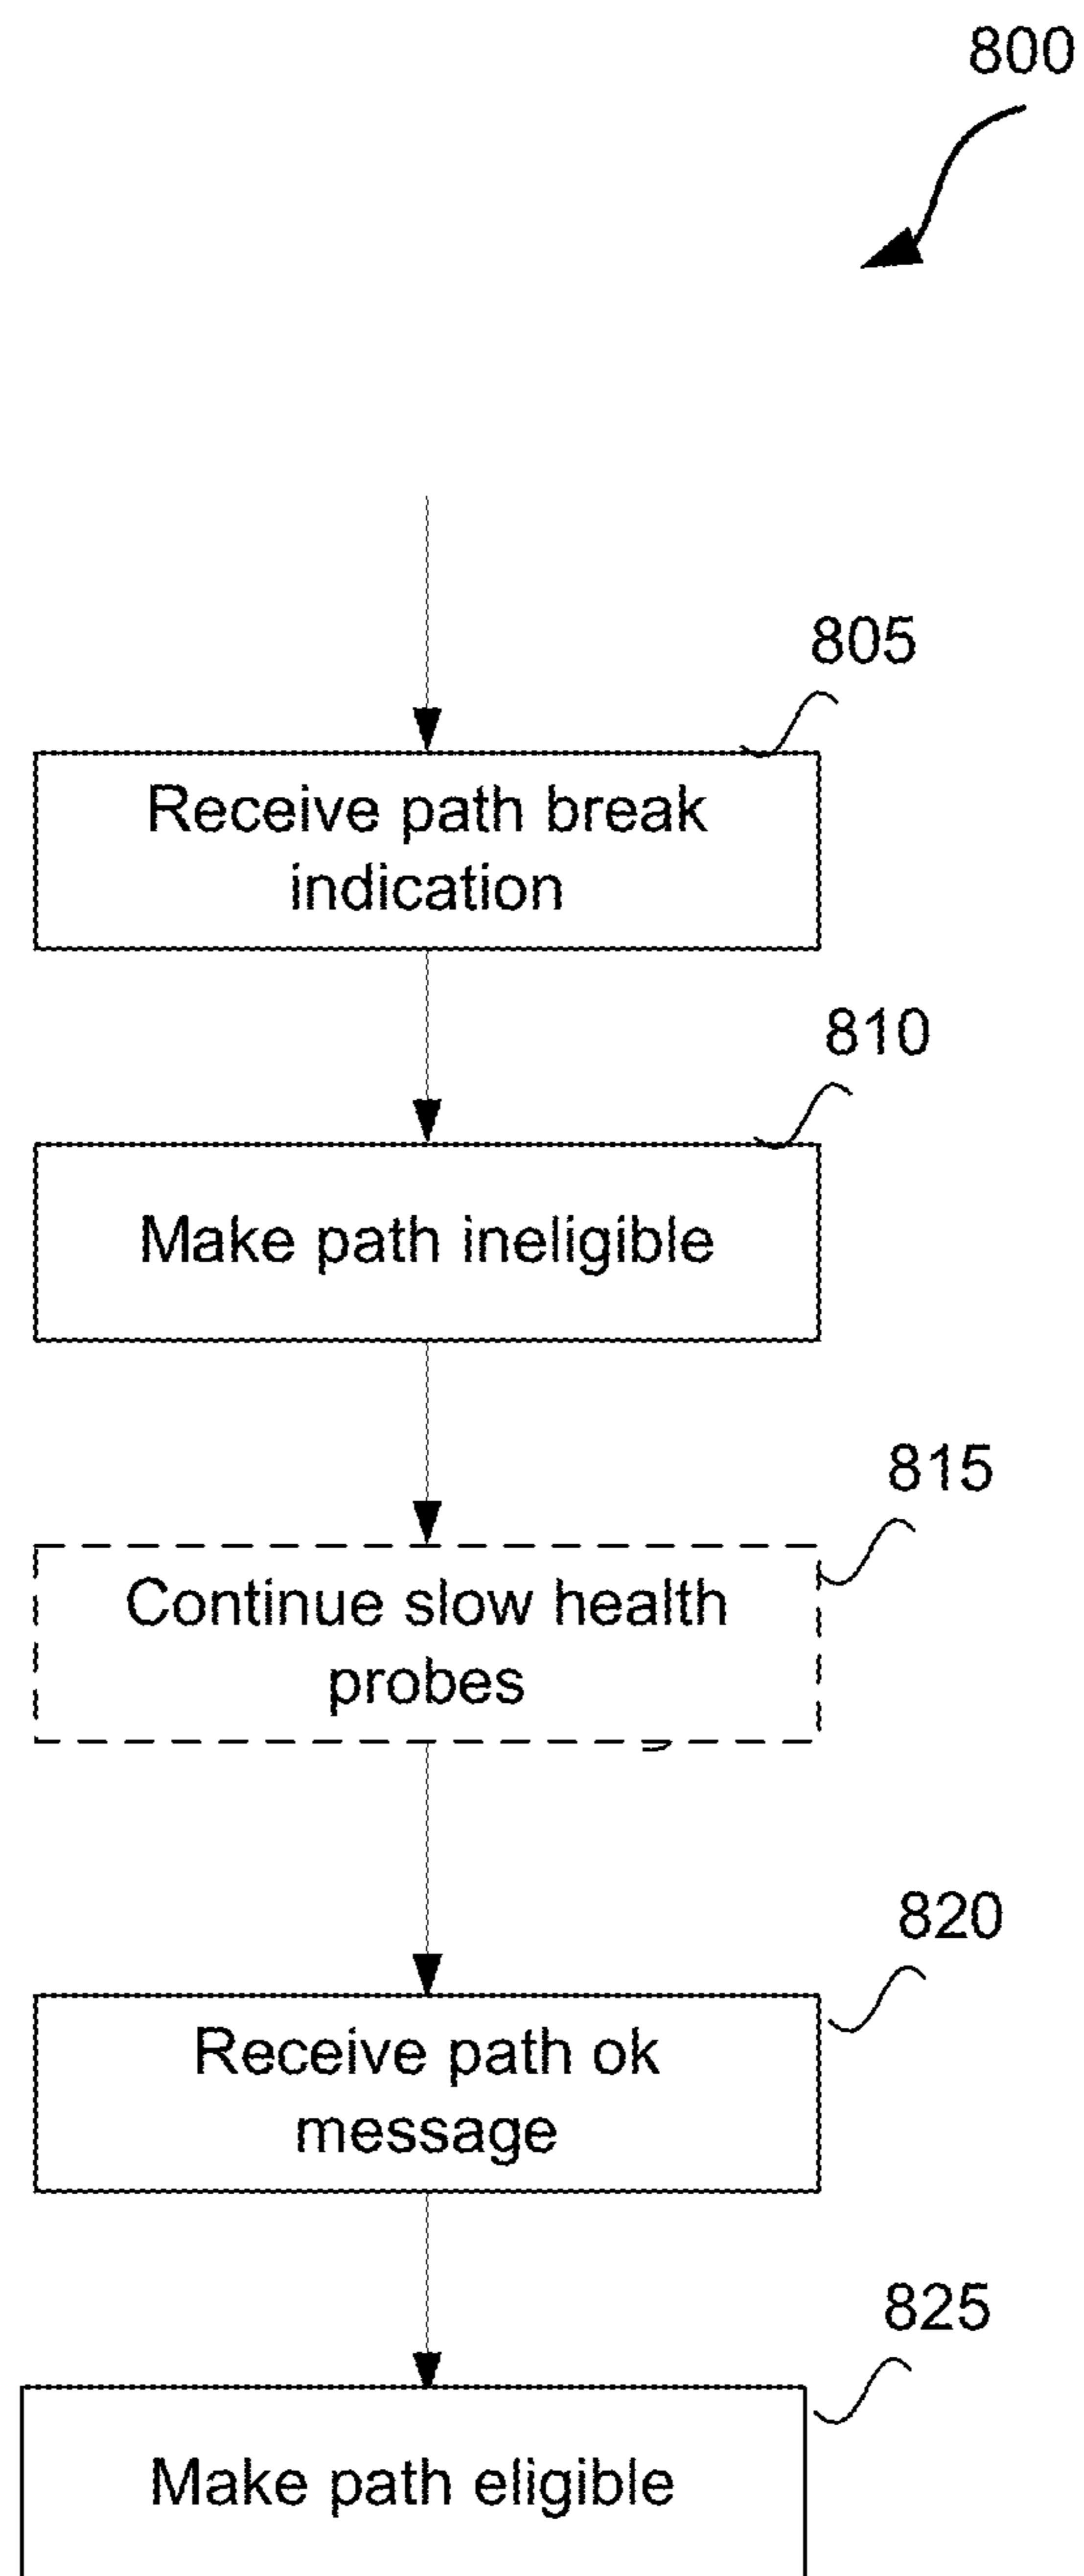 800
805
Receive path break
indication
810
Make path ineligible
815
Continue slow health
probes
820
Receive path ok
message
825
Make path eligible